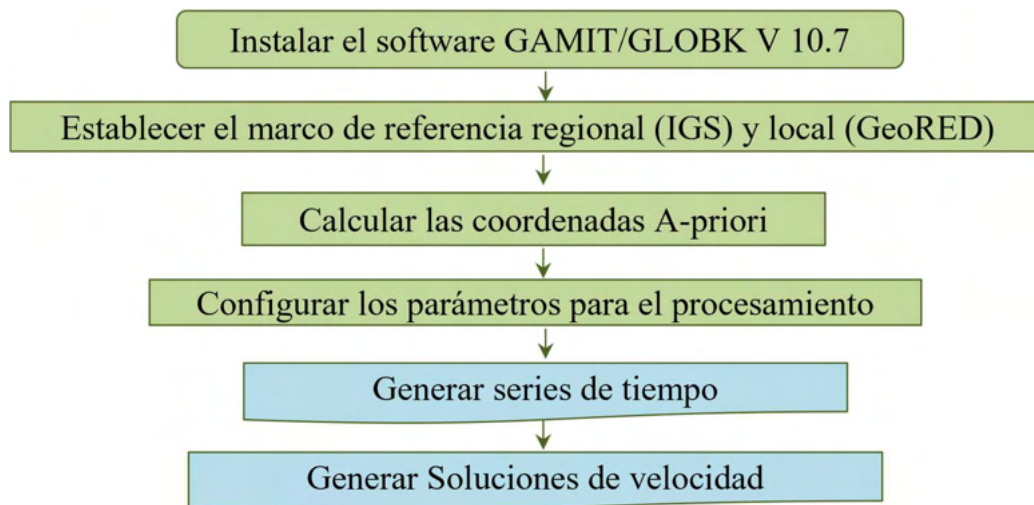 Instalar el software GAMIT/GLOBK V 10.7
Establecer el marco de referencia regional (IGS) y local (GeoRED)
Calcular las coordenadas A-priori
Configurar los parámetros para el procesamiento
Generar series de tiempo
Generar Soluciones de velocidad